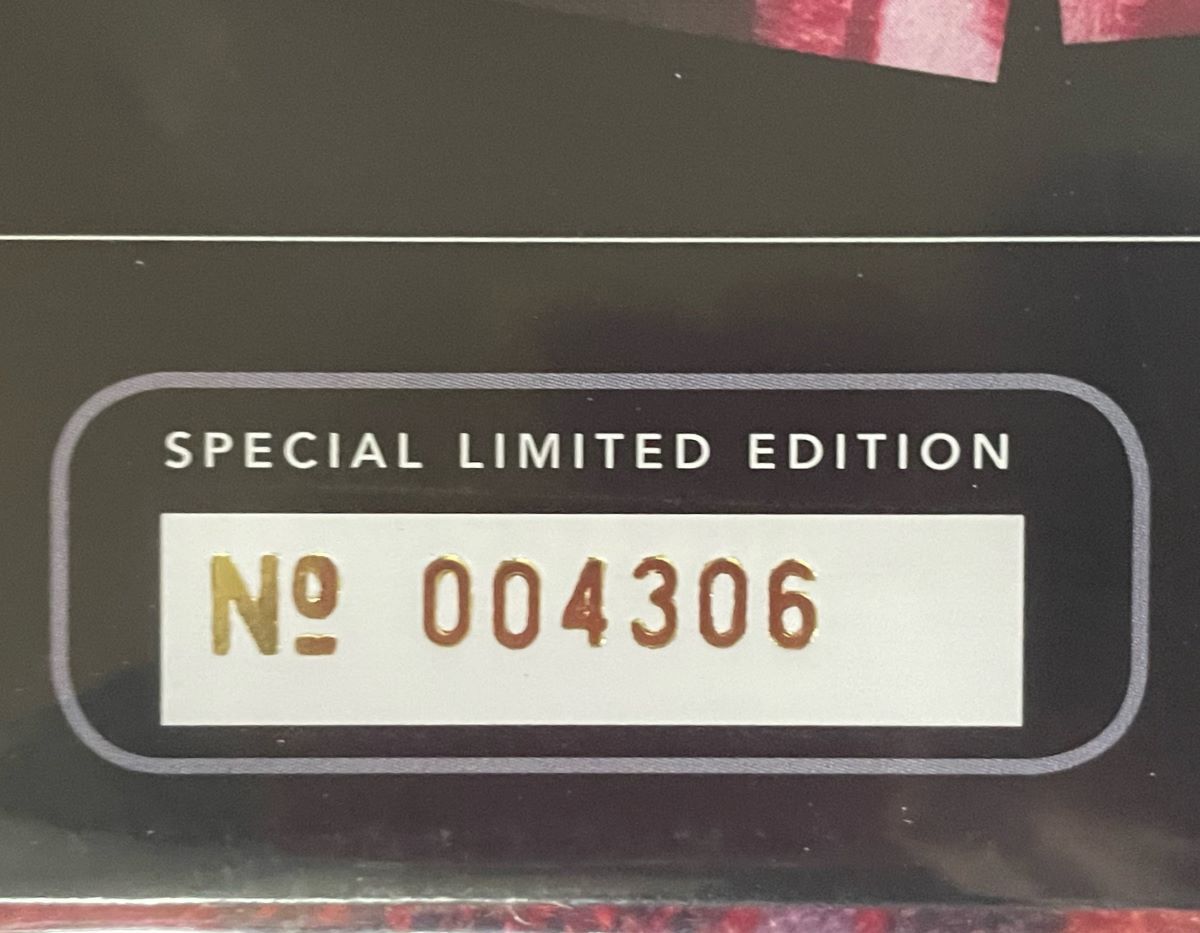 SPECIAL LIMITED EDITION
Nº 004306